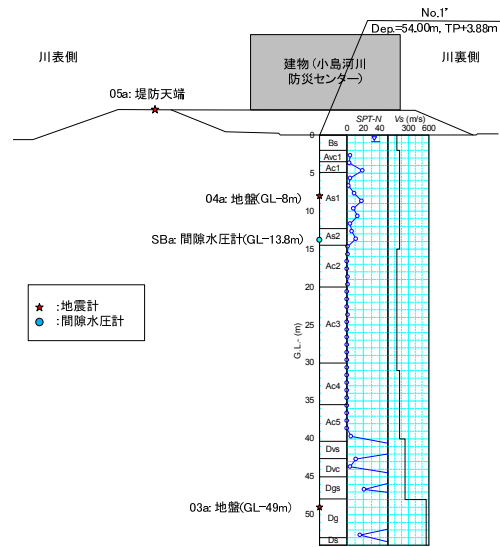 No.1'
Dep.=54.00m, TP+3.88m
川表側
建物(小島河川
防災センター)
川裏側
05a: 堤防天端
SPT-N
Vs (m/s)
0 20 40
300 600
0
5
10
15
20
25
30
35
40
45
50
G.L.- (m)
Bs
Avc1
Ac1
As1
As2
Ac2
Ac3
Ac4
Ac5
Dvs
Dvc
Dgs
Dg
Ds
04a: 地盤(GL-8m)
SBa: 間隙水圧計(GL-13.8m)
★ :地震計
:間隙水圧計
03a: 地盤(GL-49m)